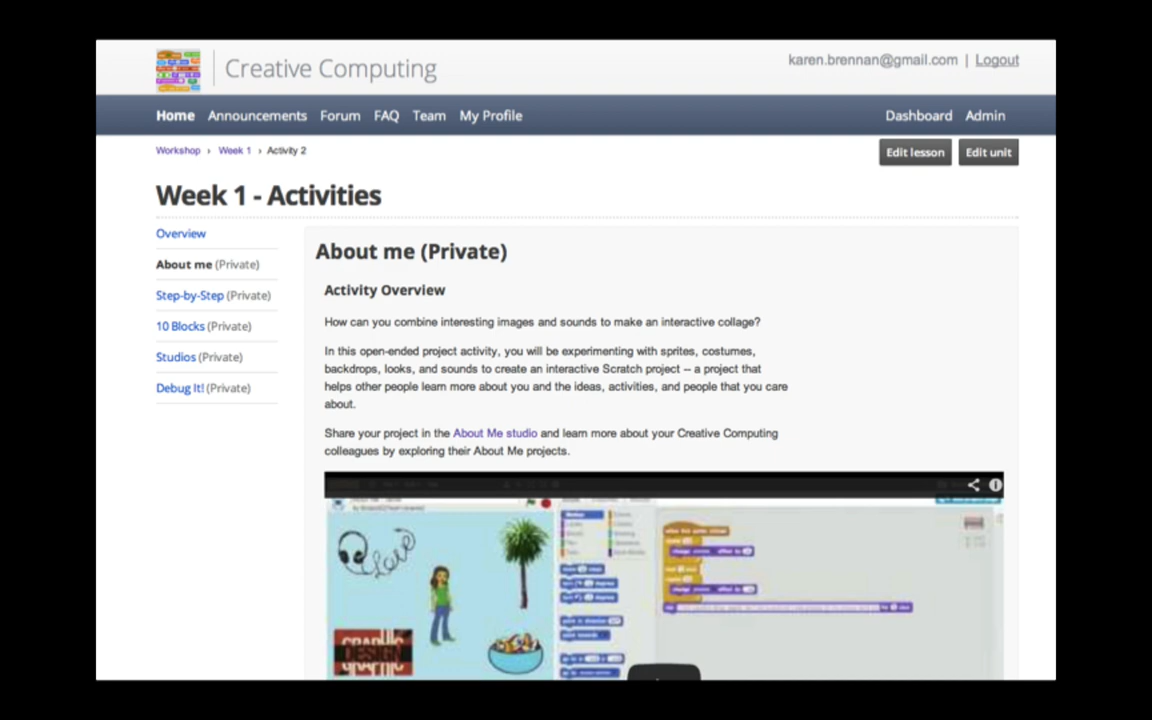 Creative Computing
karen.brennan@gmail.com | Logout
Home Announcements Forum FAQ Team My Profile Dashboard Admin
Workshop › Week 1 › Activity 2
Edit lesson Edit unit
Week 1 - Activities
Overview
About me (Private)
Step-by-Step (Private)
10 Blocks (Private)
Studios (Private)
Debug It! (Private)
About me (Private)
Activity Overview
How can you combine interesting images and sounds to make an interactive collage?
In this open-ended project activity, you will be experimenting with sprites, costumes,
backdrops, looks, and sounds to create an interactive Scratch project -- a project that
helps other people learn more about you and the ideas, activities, and people that you care
about.
Share your project in the About Me studio and learn more about your Creative Computing
colleagues by exploring their About Me projects.
Love
GRAPHIC
DESIGN
GRAPHIC